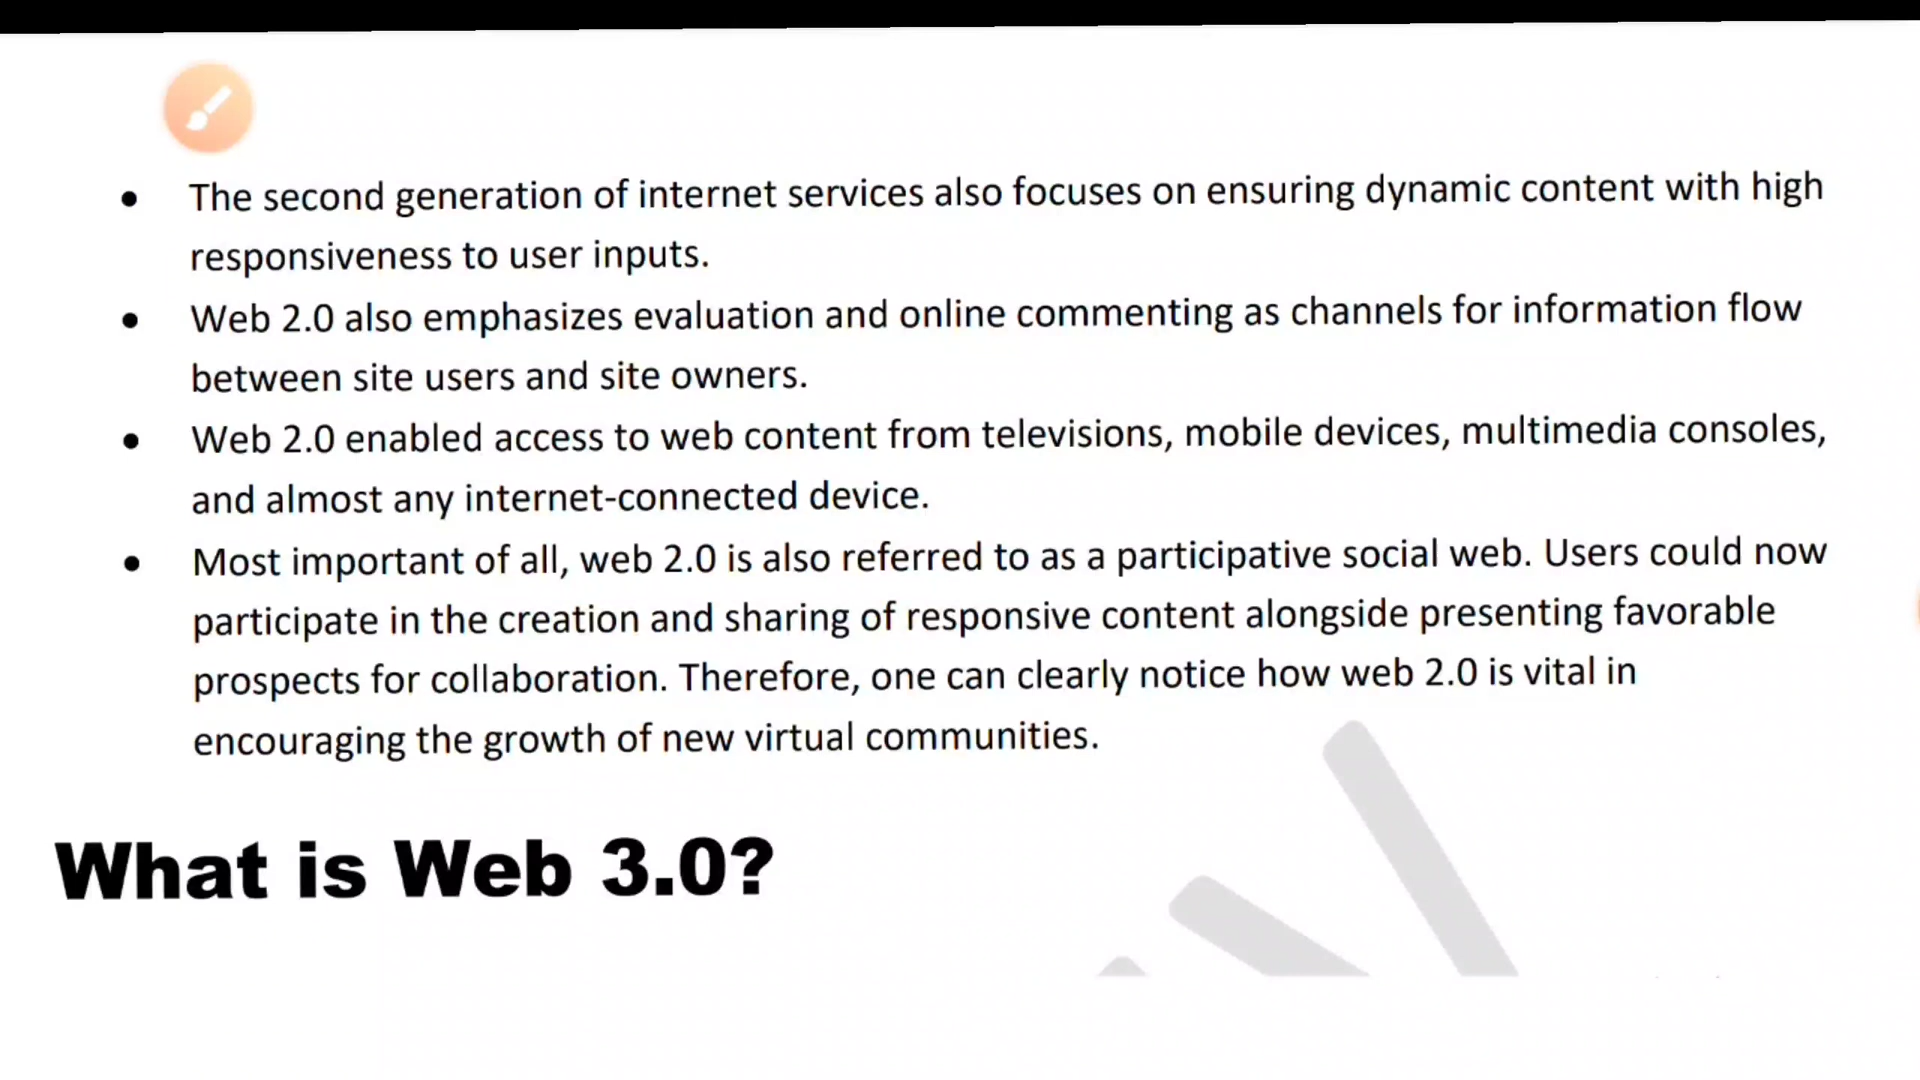 The second generation of internet services also focuses on ensuring dynamic content with high
responsiveness to user inputs.
Web 2.0 also emphasizes evaluation and online commenting as channels for information flow
between site users and site owners.
Web 2.0 enabled access to web content from televisions, mobile devices, multimedia consoles,
and almost any internet-connected device.
Most important of all, web 2.0 is also referred to as a participative social web. Users could now
participate in the creation and sharing of responsive content alongside presenting favorable
prospects for collaboration. Therefore, one can clearly notice how web 2.0 is vital in
encouraging the growth of new virtual communities.
What is Web 3.0?